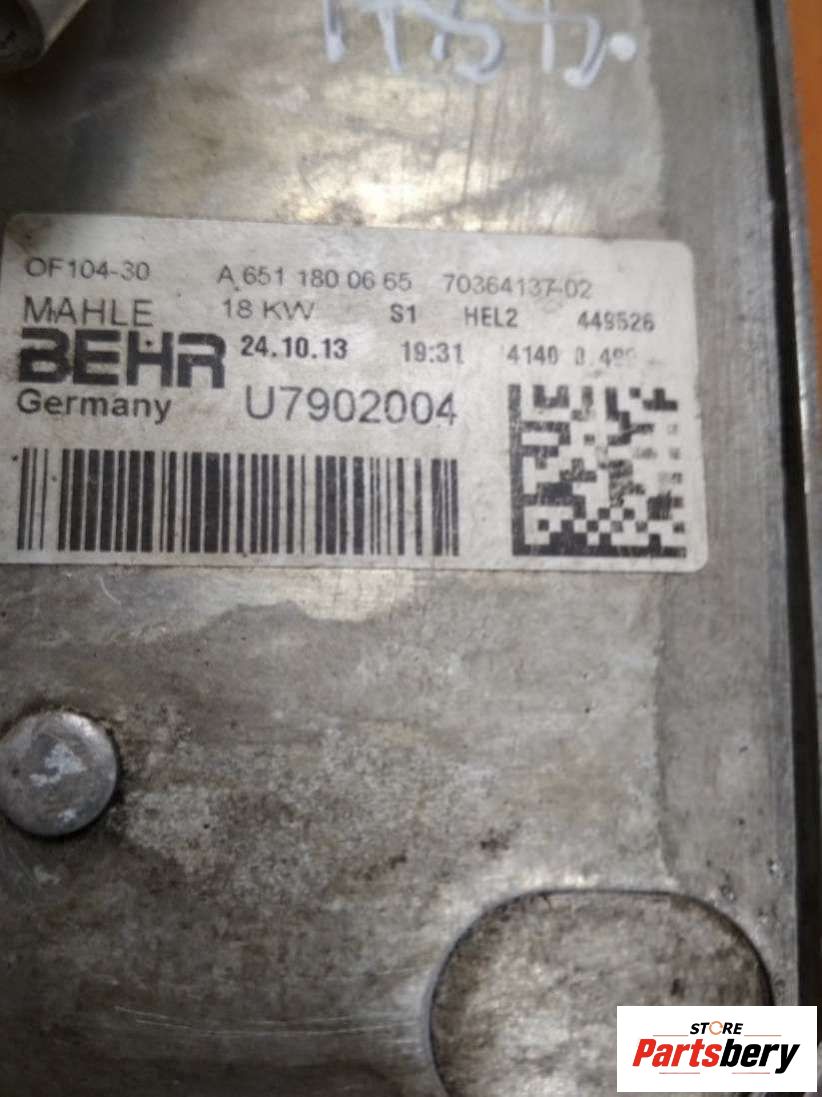 OF104-30 A 651 180 06 65 70364137-02
MAHLE 18 KW S1 HEL2 449526
BEHR 24.10.13 19:31 4140
Germany U7902004
STORE
Partsbery